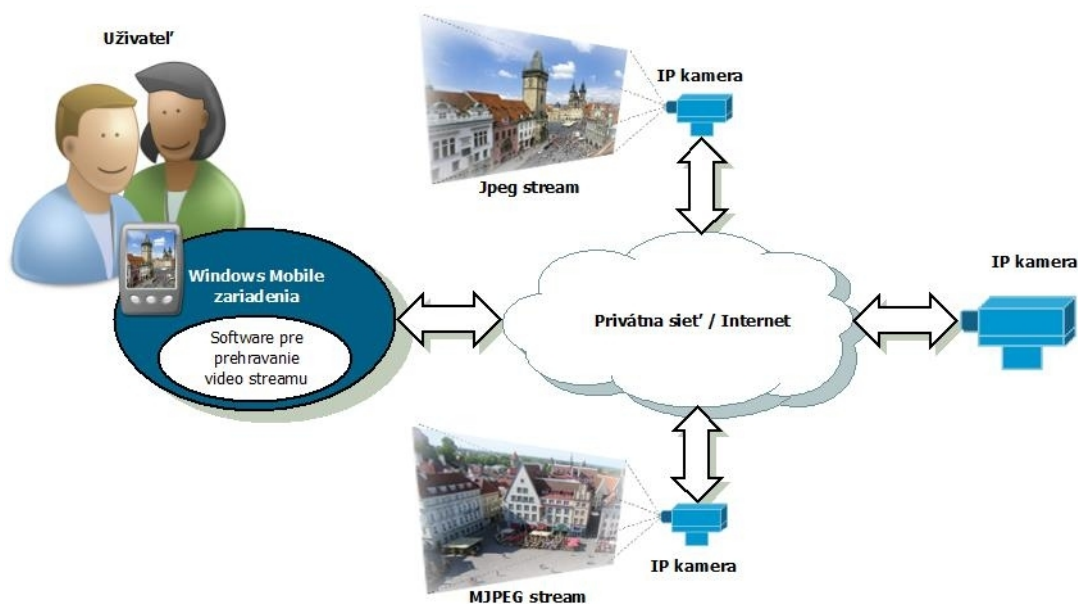 Užívateľ
IP kamera
Jpeg stream
Windows Mobile
zariadenia
Software pre
prehravanie
video streamu
Privátna sieť / Internet
IP kamera
IP kamera
MJPEG stream